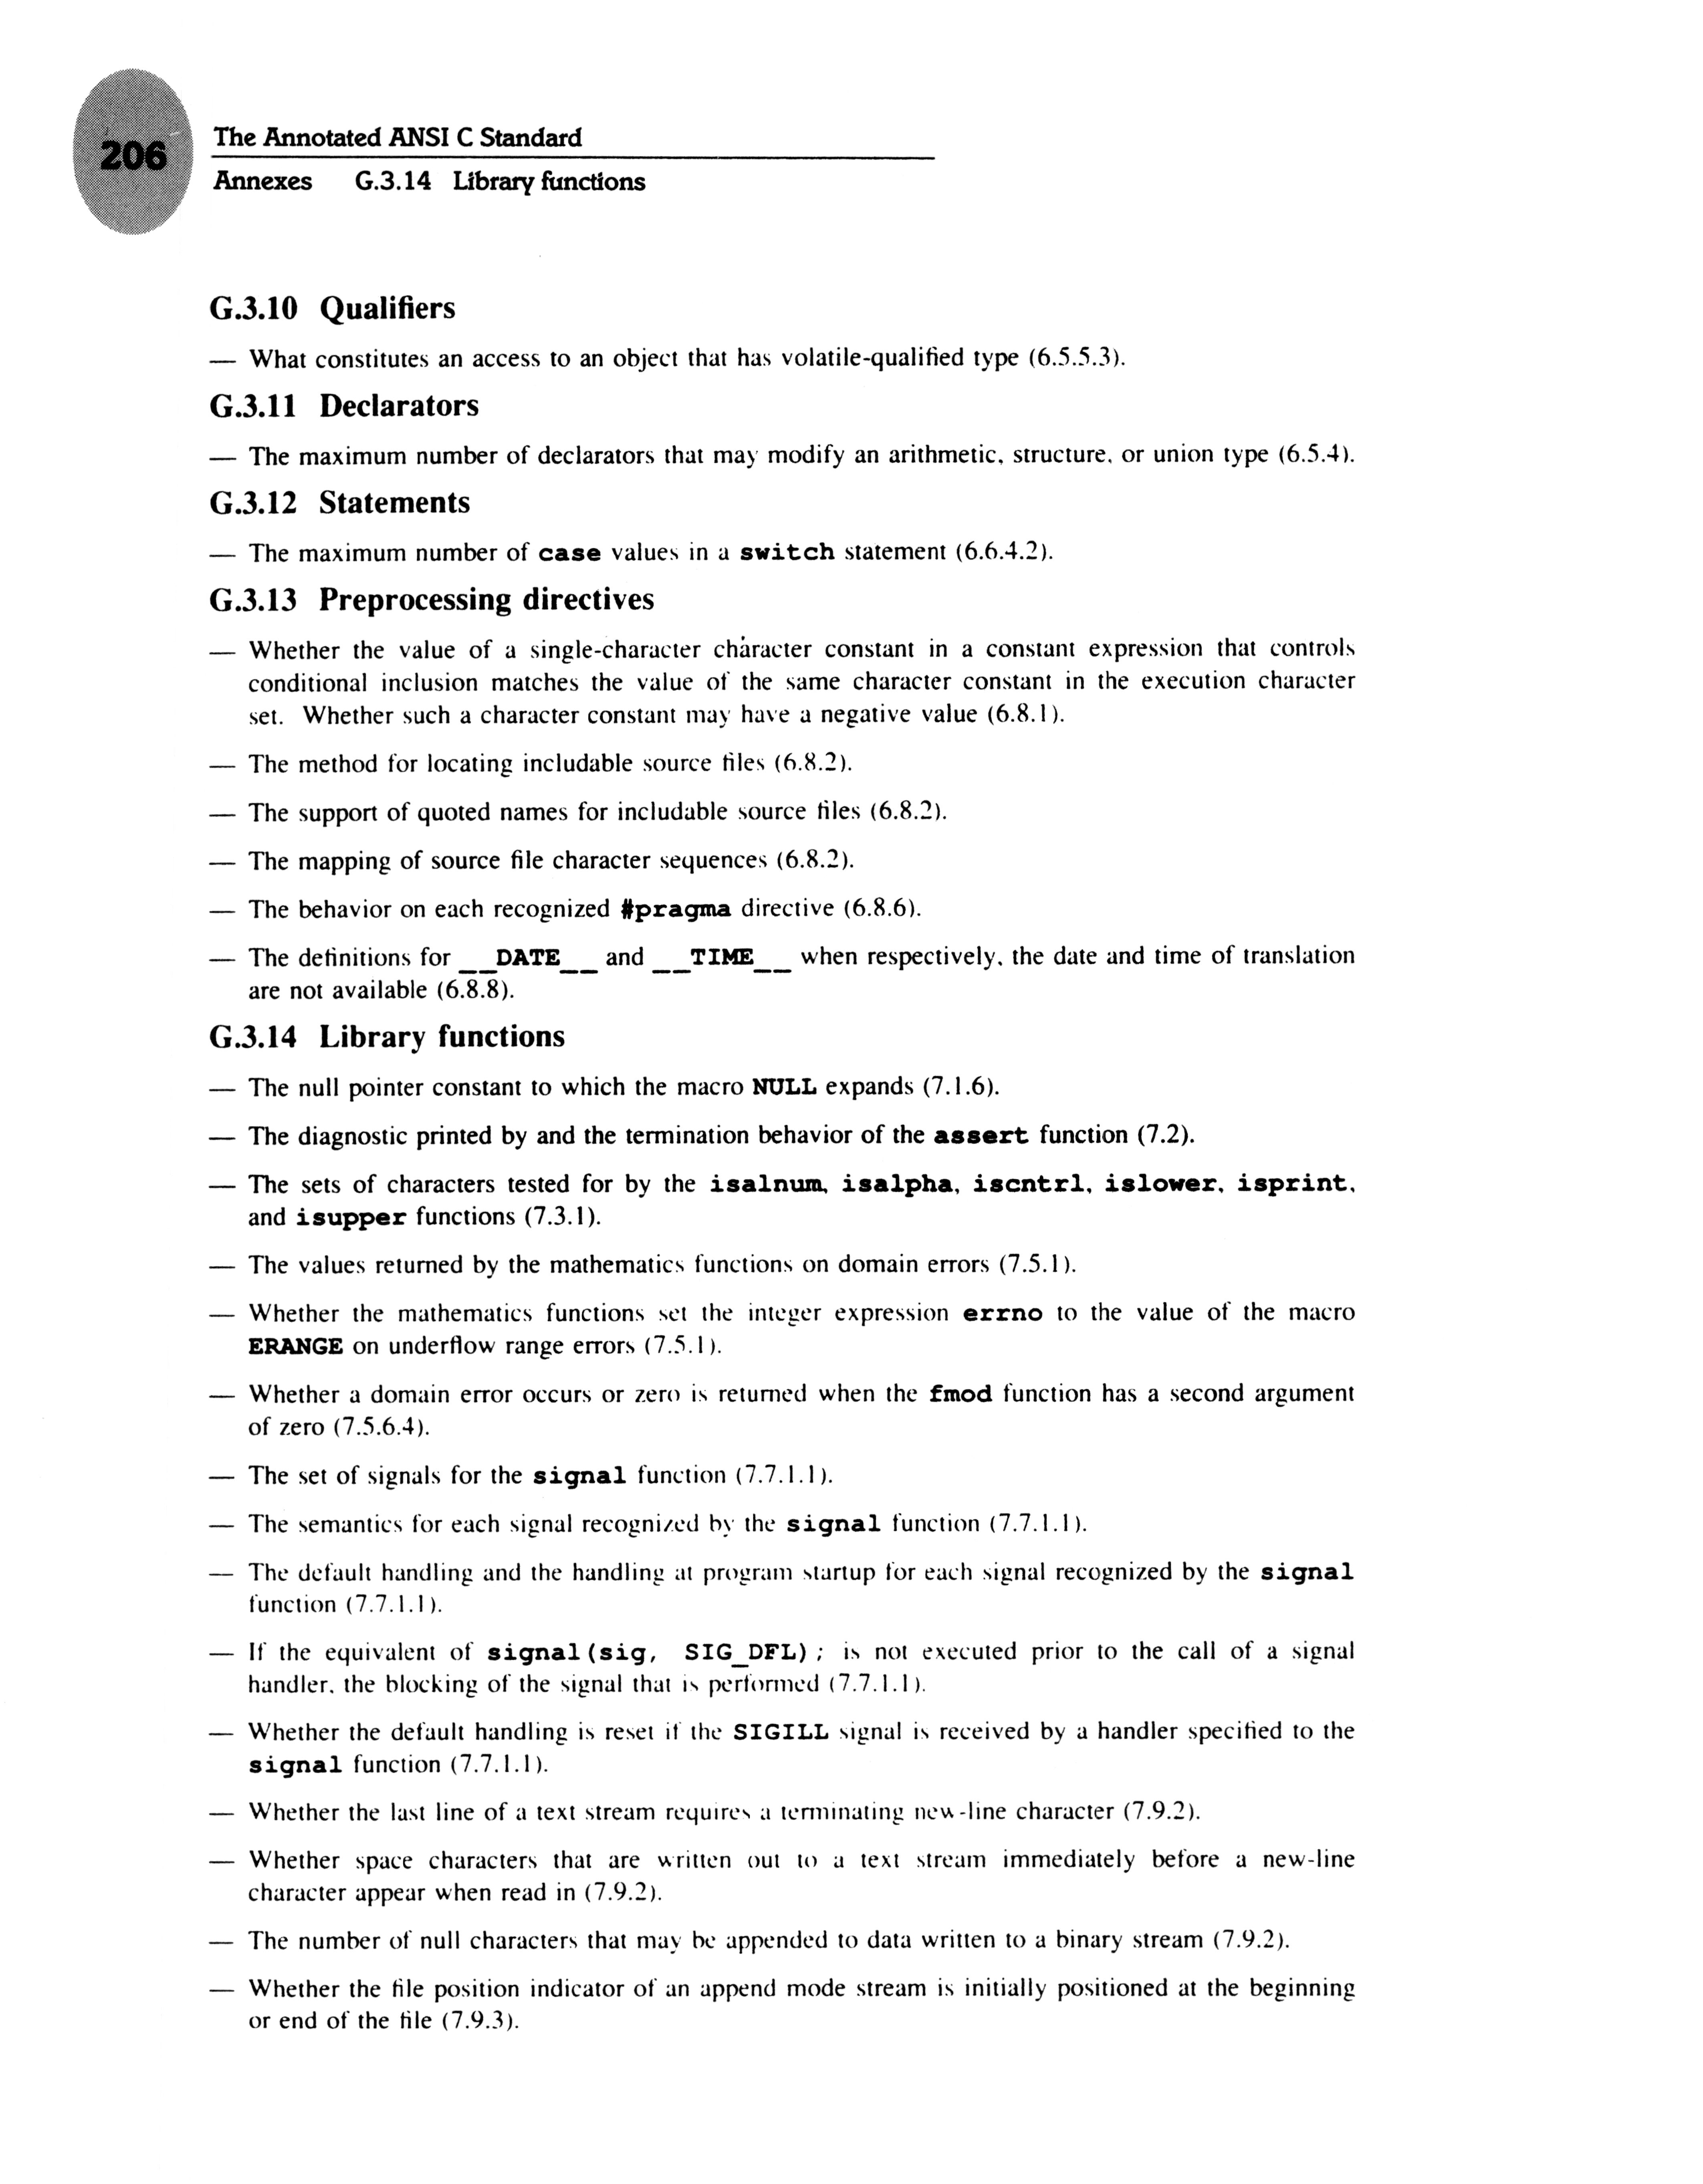 206
The Annotated ANSI C Standard
Annexes G.3.14 Library functions
G.3.10 Qualifiers
— What constitutes an access to an object that has volatile-qualified type (6.5.5.3).
G.3.11 Declarators
— The maximum number of declarators that may modify an arithmetic, structure, or union type (6.5.4).
G.3.12 Statements
— The maximum number of case values in a switch statement (6.6.4.2).
G.3.13 Preprocessing directives
— Whether the value of a single-character character constant in a constant expression that controls
conditional inclusion matches the value of the same character constant in the execution character
set. Whether such a character constant may have a negative value (6.8.1).
— The method for locating includable source files (6.8.2).
— The support of quoted names for includable source files (6.8.2).
— The mapping of source file character sequences (6.8.2).
— The behavior on each recognized #pragma directive (6.8.6).
— The definitions for __DATE__ and __TIME__ when respectively, the date and time of translation
are not available (6.8.8).
G.3.14 Library functions
— The null pointer constant to which the macro NULL expands (7.1.6).
— The diagnostic printed by and the termination behavior of the assert function (7.2).
— The sets of characters tested for by the isalnum, isalpha, iscntrl, islower, isprint,
and isupper functions (7.3.1).
— The values returned by the mathematics functions on domain errors (7.5.1).
— Whether the mathematics functions set the integer expression errno to the value of the macro
ERANGE on underflow range errors (7.5.1).
— Whether a domain error occurs or zero is returned when the fmod function has a second argument
of zero (7.5.6.4).
— The set of signals for the signal function (7.7.1.1).
— The semantics for each signal recognized by the signal function (7.7.1.1).
— The default handling and the handling at program startup for each signal recognized by the signal
function (7.7.1.1).
— If the equivalent of signal(sig, SIG_DFL); is not executed prior to the call of a signal
handler, the blocking of the signal that is performed (7.7.1.1).
— Whether the default handling is reset if the SIGILL signal is received by a handler specified to the
signal function (7.7.1.1).
— Whether the last line of a text stream requires a terminating new-line character (7.9.2).
— Whether space characters that are written out to a text stream immediately before a new-line
character appear when read in (7.9.2).
— The number of null characters that may be appended to data written to a binary stream (7.9.2).
— Whether the file position indicator of an append mode stream is initially positioned at the beginning
or end of the file (7.9.3).